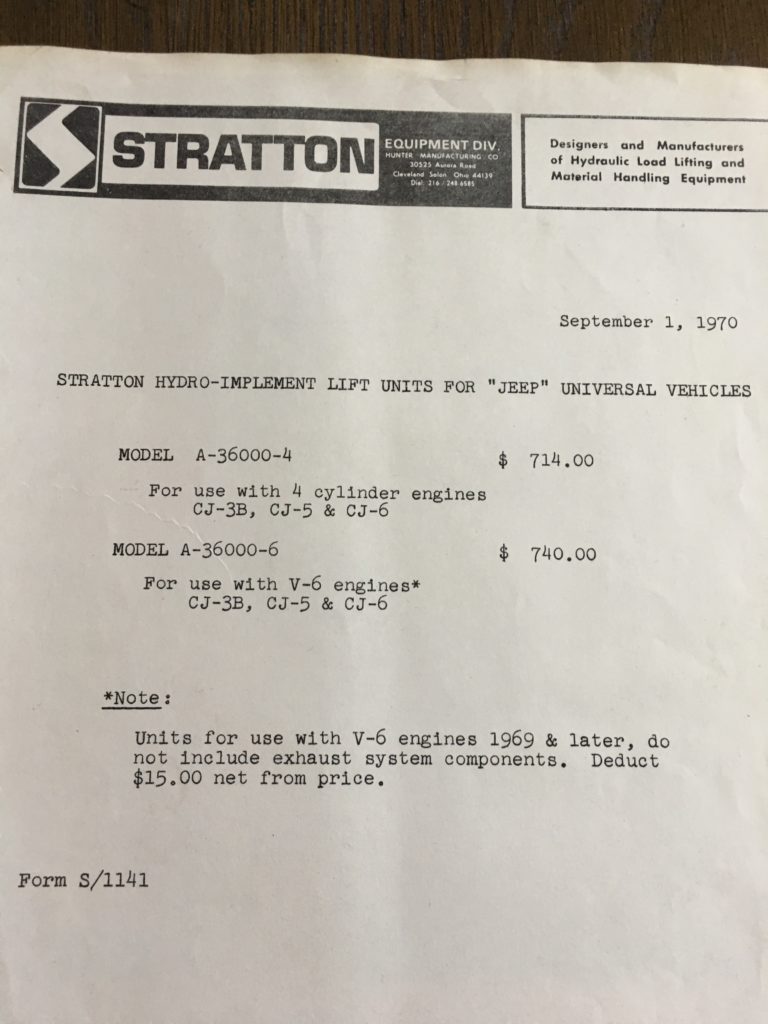 STRATTON
EQUIPMENT DIV.
HUNTER MANUFACTURING CO
30525 Aurora Road
Cleveland Solon Ohio 44139
Dial: 216 / 248 6585
Designers and Manufacturers
of Hydraulic Load Lifting and
Material Handling Equipment
September 1, 1970
STRATTON HYDRO-IMPLEMENT LIFT UNITS FOR "JEEP" UNIVERSAL VEHICLES
MODEL A-36000-4 $ 714.00
For use with 4 cylinder engines
CJ-3B, CJ-5 & CJ-6
MODEL A-36000-6 $ 740.00
For use with V-6 engines*
CJ-3B, CJ-5 & CJ-6
*Note:
Units for use with V-6 engines 1969 & later, do
not include exhaust system components. Deduct
$15.00 net from price.
Form S/1141